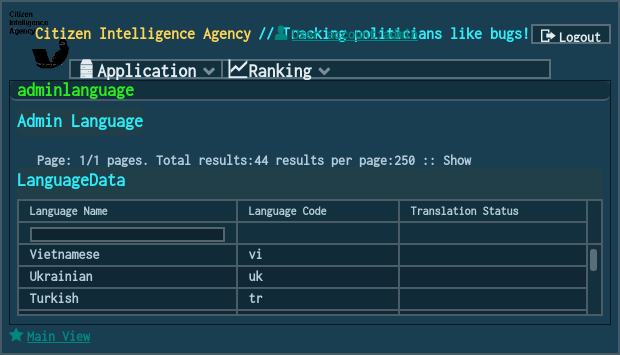 Citizen
Intelligence
Agency
Citizen Intelligence Agency // Tracking politicians like bugs!
Logout
Application Ranking
adminlanguage
Admin Language
Page: 1/1 pages. Total results:44 results per page:250 :: Show
LanguageData
Language Name Language Code Translation Status
Vietnamese vi
Ukrainian uk
Turkish tr
Main View